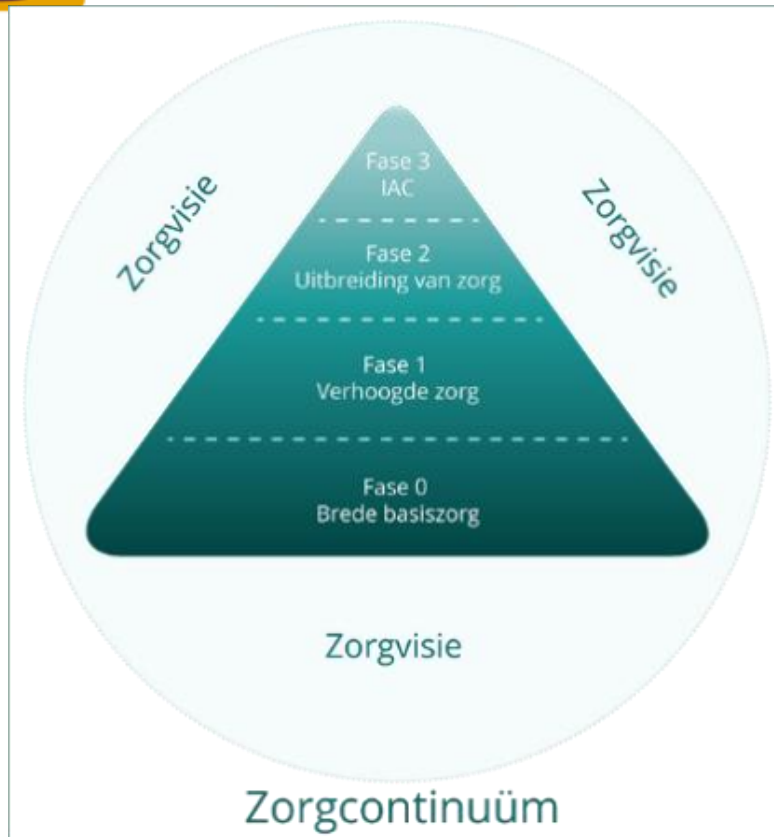 Zorgvisie
Zorgvisie
Fase 3
IAC
Fase 2
Uitbreiding van zorg
Fase 1
Verhoogde zorg
Fase 0
Brede basiszorg
Zorgvisie
Zorgcontinuüm